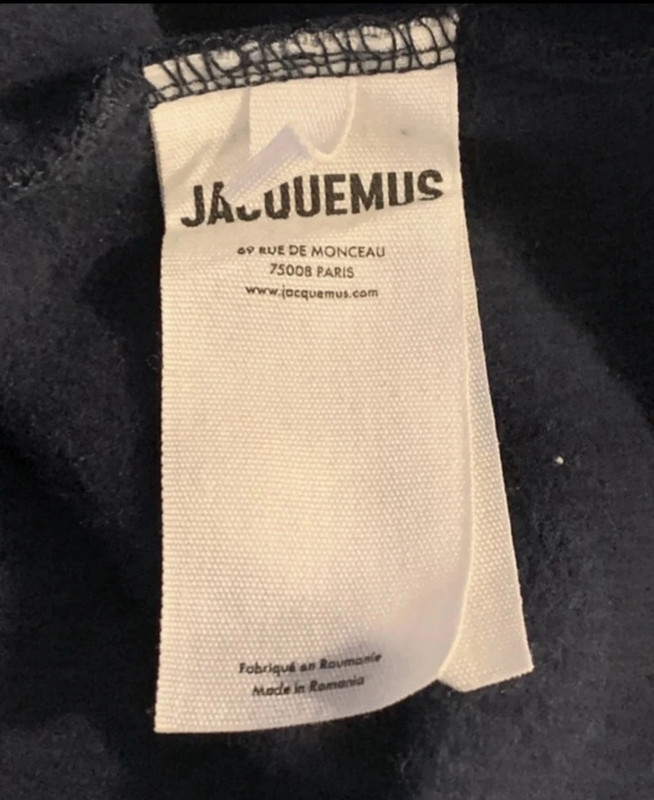 JACQUEMUS
69 RUE DE MONCEAU
75008 PARIS
www.jacquemus.com
Fabriqué en Roumanie
Made in Romania